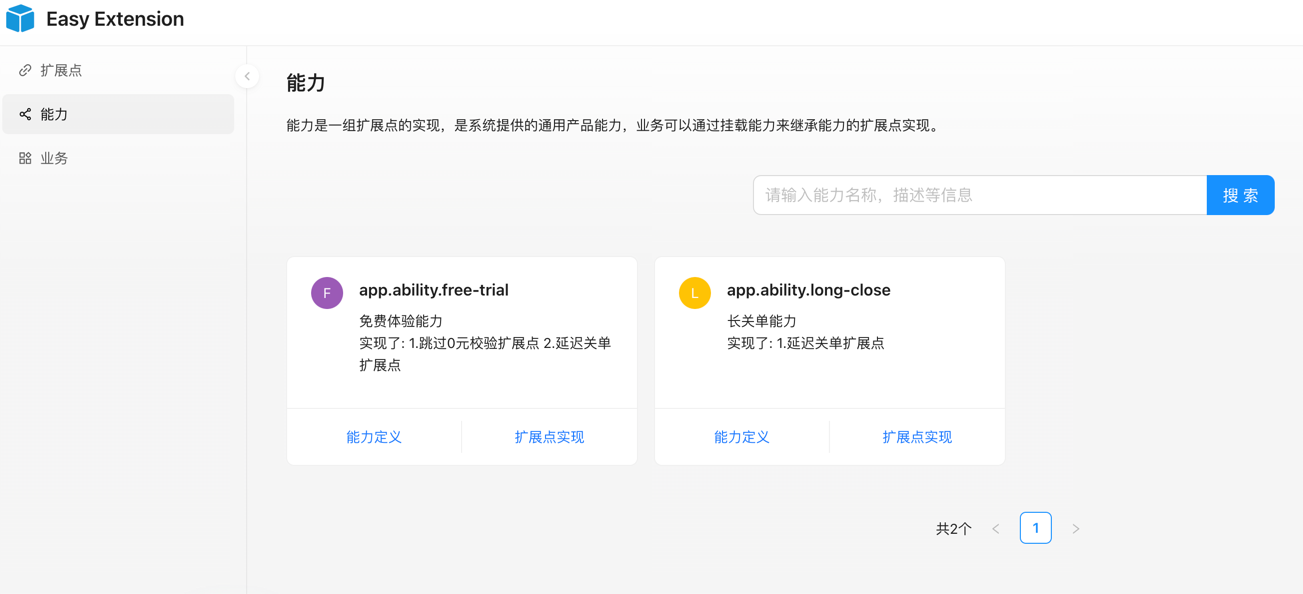 Easy Extension
扩展点
能力
业务
能力
能力是一组扩展点的实现，是系统提供的通用产品能力，业务可以通过挂载能力来继承能力的扩展点实现。
请输入能力名称，描述等信息
搜 索
F
app.ability.free-trial
免费体验能力
实现了: 1.跳过0元校验扩展点 2.延迟关单
扩展点
能力定义
扩展点实现
L
app.ability.long-close
长关单能力
实现了: 1.延迟关单扩展点
能力定义
扩展点实现
共2个
1